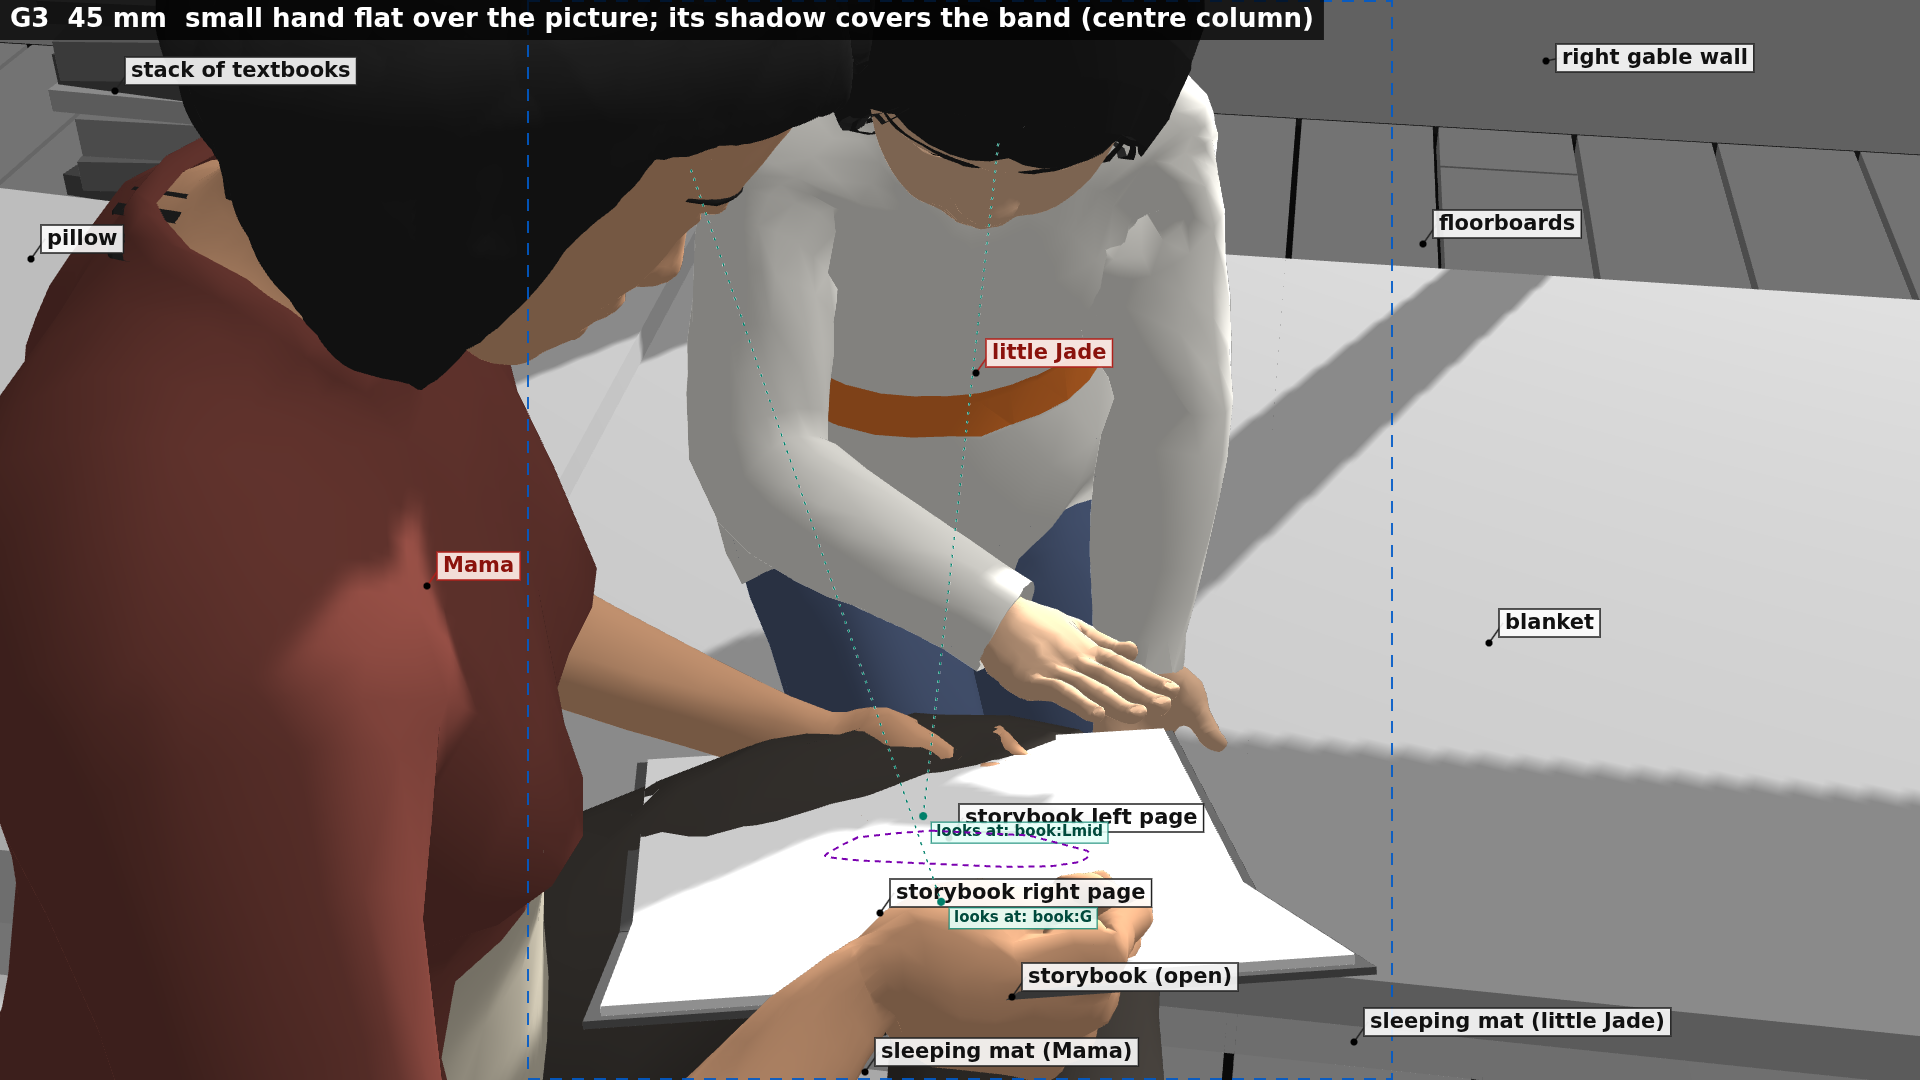 G3 45 mm small hand flat over the picture; its shadow covers the band (centre column)
right gable wall
stack of textbooks
floorboards
pillow
little Jade
Mama
blanket
storybook left page
looks at: book:Lmid
storybook right page
looks at: book:G
storybook (open)
sleeping mat (little Jade)
sleeping mat (Mama)